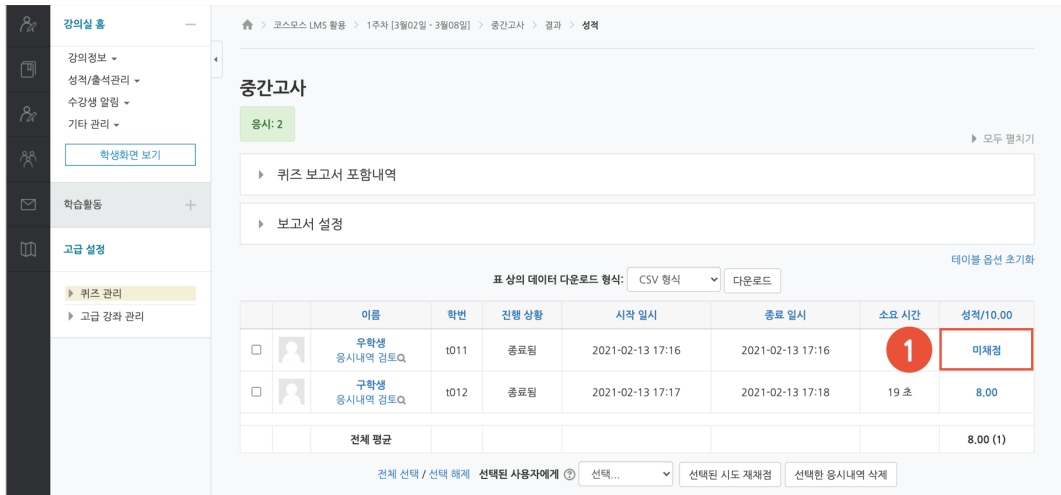 강의실 홈
강의정보
성적/출석관리
수강생 알림
기타 관리
학생화면 보기
학습활동
고급 설정
퀴즈 관리
고급 강좌 관리
코스모스 LMS 활용 > 1주차 [3월02일 - 3월08일] > 중간고사 > 결과 > 성적
중간고사
응시: 2
모두 펼치기
퀴즈 보고서 포함내역
보고서 설정
테이블 옵션 초기화
표 상의 데이터 다운로드 형식: CSV 형식 다운로드
이름 학번 진행 상황 시작 일시 종료 일시 소요 시간 성적/10.00
우학생
응시내역 검토 t011 종료됨 2021-02-13 17:16 2021-02-13 17:16 1 미채점
구학생
응시내역 검토 t012 종료됨 2021-02-13 17:17 2021-02-13 17:18 19 초 8.00
전체 평균 8.00 (1)
전체 선택 / 선택 해제 선택된 사용자에게 ? 선택... 선택된 시도 재채점 선택한 응시내역 삭제